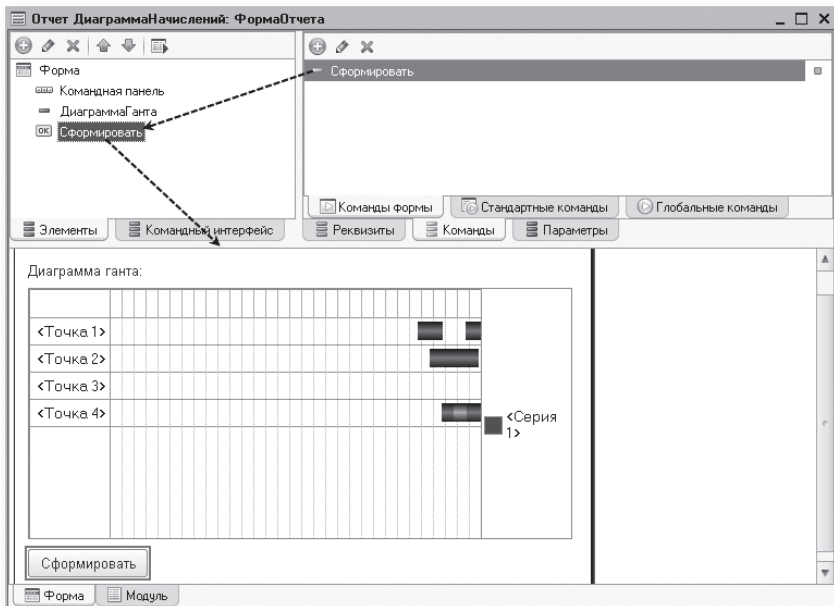 Отчет ДиаграммаНачислений: ФормаОтчета
Форма
Командная панель
ДиаграммаГанта
OK Сформировать
Элементы
Командный интерфейс
Сформировать
Команды формы
Стандартные команды
Глобальные команды
Реквизиты
Команды
Параметры
Диаграмма ганта:
<Точка 1>
<Точка 2>
<Точка 3>
<Точка 4>
<Серия
1>
Сформировать
Форма
Модуль